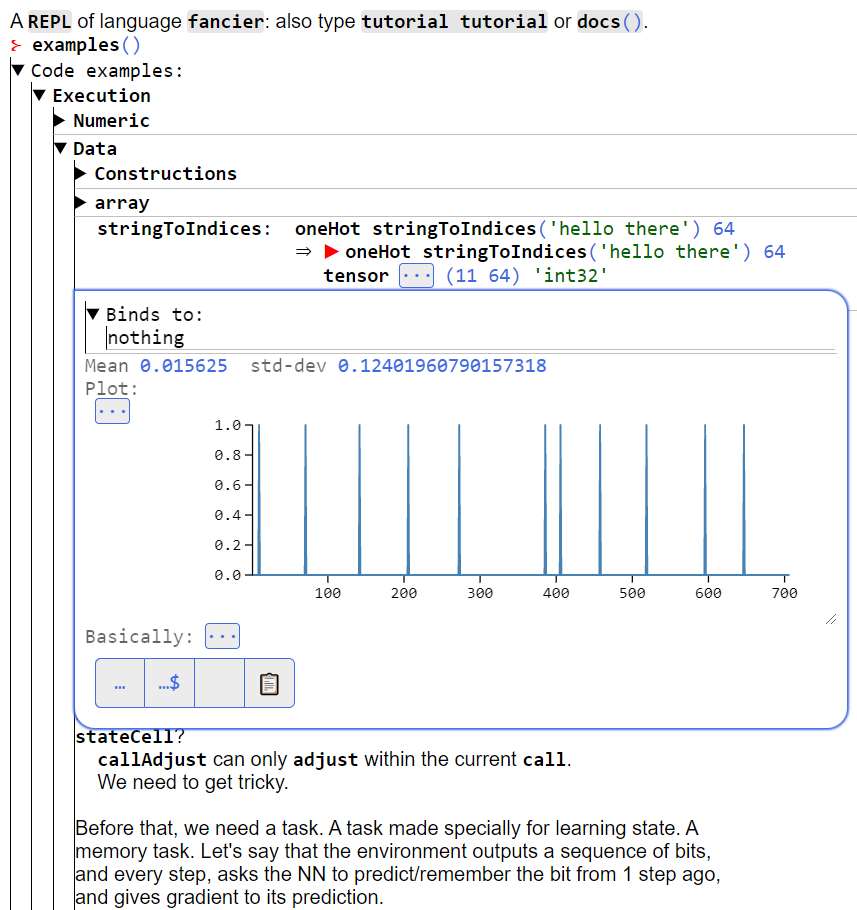 A REPL of language fancier: also type tutorial tutorial or docs().
examples()
Code examples:
Execution
Numeric
Data
Constructions
array
stringToIndices: oneHot stringToIndices('hello there') 64
⇒ ▶ oneHot stringToIndices('hello there') 64
tensor ··· (11 64) 'int32'
Binds to:
nothing
Mean 0.015625 std-dev 0.12401960790157318
Plot:
···
1.0
0.8
0.6
0.4
0.2
0.0
100 200 300 400 500 600 700
Basically: ···
… …$
stateCell?
callAdjust can only adjust within the current call.
We need to get tricky.
Before that, we need a task. A task made specially for learning state. A
memory task. Let's say that the environment outputs a sequence of bits,
and every step, asks the NN to predict/remember the bit from 1 step ago,
and gives gradient to its prediction.